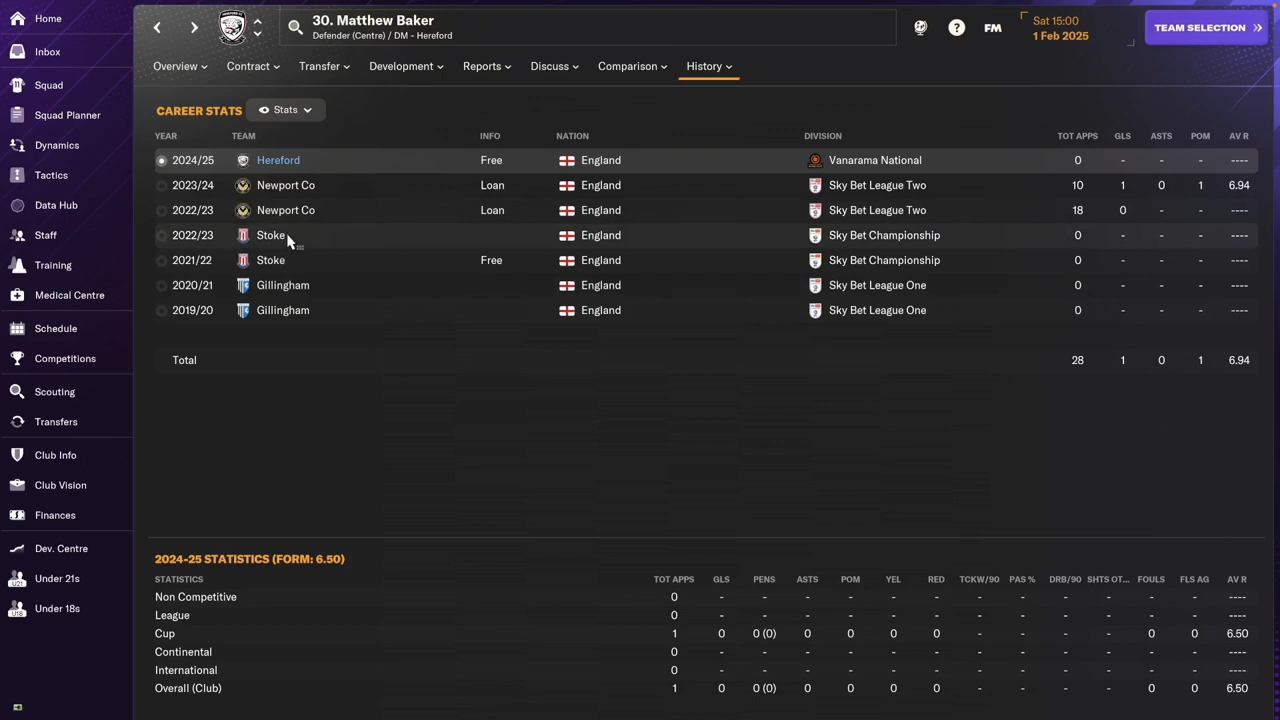 Home
Inbox
Squad
Squad Planner
Dynamics
Tactics
Data Hub
Staff
Training
Medical Centre
Schedule
Competitions
Scouting
Transfers
Club Info
Club Vision
Finances
Dev. Centre
Under 21s
Under 18s
30. Matthew Baker
Defender (Centre) / DM - Hereford
? FM
Sat 15:00
1 Feb 2025
TEAM SELECTION
Overview Contract Transfer Development Reports Discuss Comparison History
CAREER STATS Stats
YEAR TEAM INFO NATION DIVISION TOT APPS GLS ASTS POM AV R
2024/25 Hereford Free England Vanarama National 0 - - - ----
2023/24 Newport Co Loan England Sky Bet League Two 10 1 0 1 6.94
2022/23 Newport Co Loan England Sky Bet League Two 18 0 - - ----
2022/23 Stoke England Sky Bet Championship 0 - - - ----
2021/22 Stoke Free England Sky Bet Championship 0 - - - ----
2020/21 Gillingham England Sky Bet League One 0 - - - ----
2019/20 Gillingham England Sky Bet League One 0 - - - ----
Total 28 1 0 1 6.94
2024-25 STATISTICS (FORM: 6.50)
STATISTICS TOT APPS GLS PENS ASTS POM YEL RED TCKW/90 PAS % DRB/90 SHTS OT... FOULS FLS AG AV R
Non Competitive 0 - - - - - - - - - - - - ----
League 0 - - - - - - - - - - - - ----
Cup 1 0 0 (0) 0 0 0 0 - - - - 0 0 6.50
Continental 0 - - - - - - - - - - - - ----
International 0 - - - - - - - - - - - - ----
Overall (Club) 1 0 0 (0) 0 0 0 0 - - - - 0 0 6.50